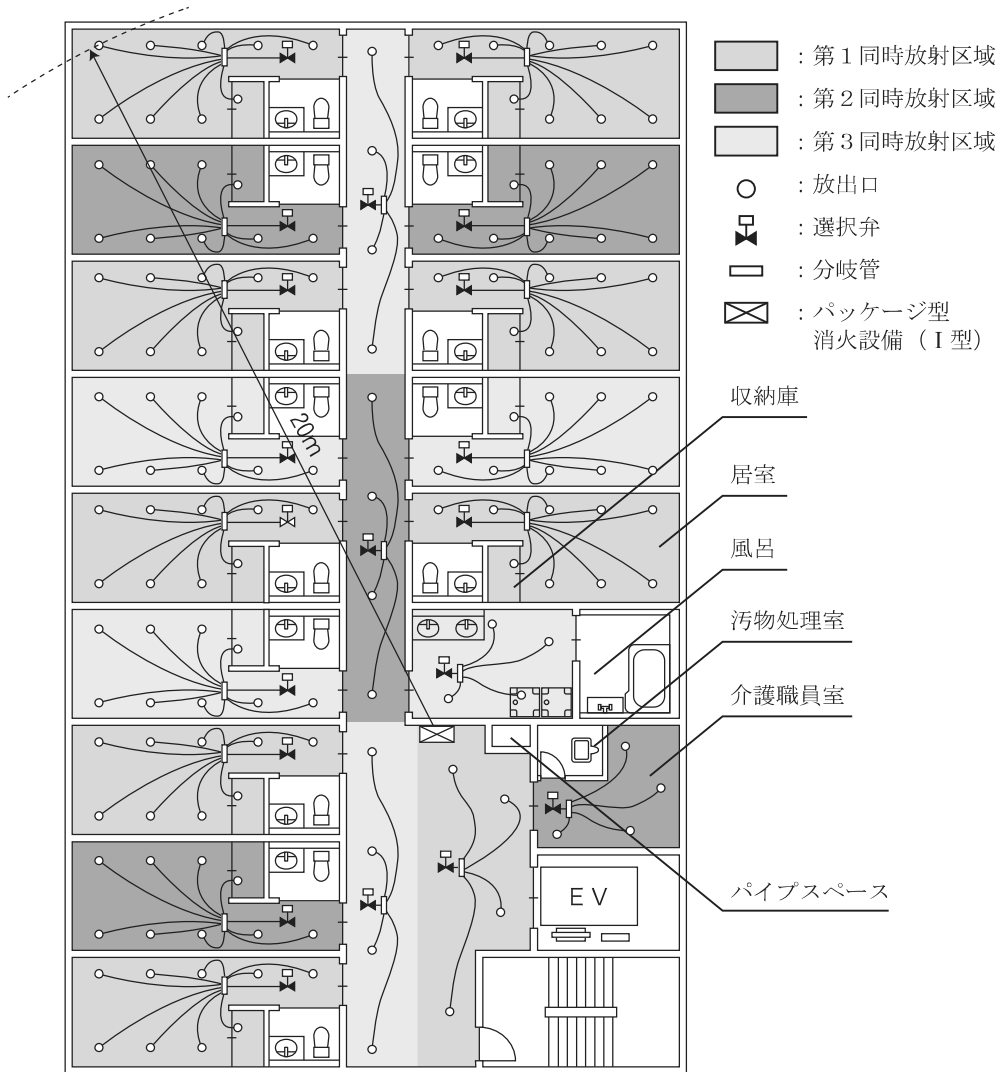 ：第１同時放射区域
：第２同時放射区域
：第３同時放射区域
：放出口
：選択弁
：分岐管
：パッケージ型
消火設備（Ⅰ型）
収納庫
居室
風呂
汚物処理室
介護職員室
パイプスペース
20m
EV